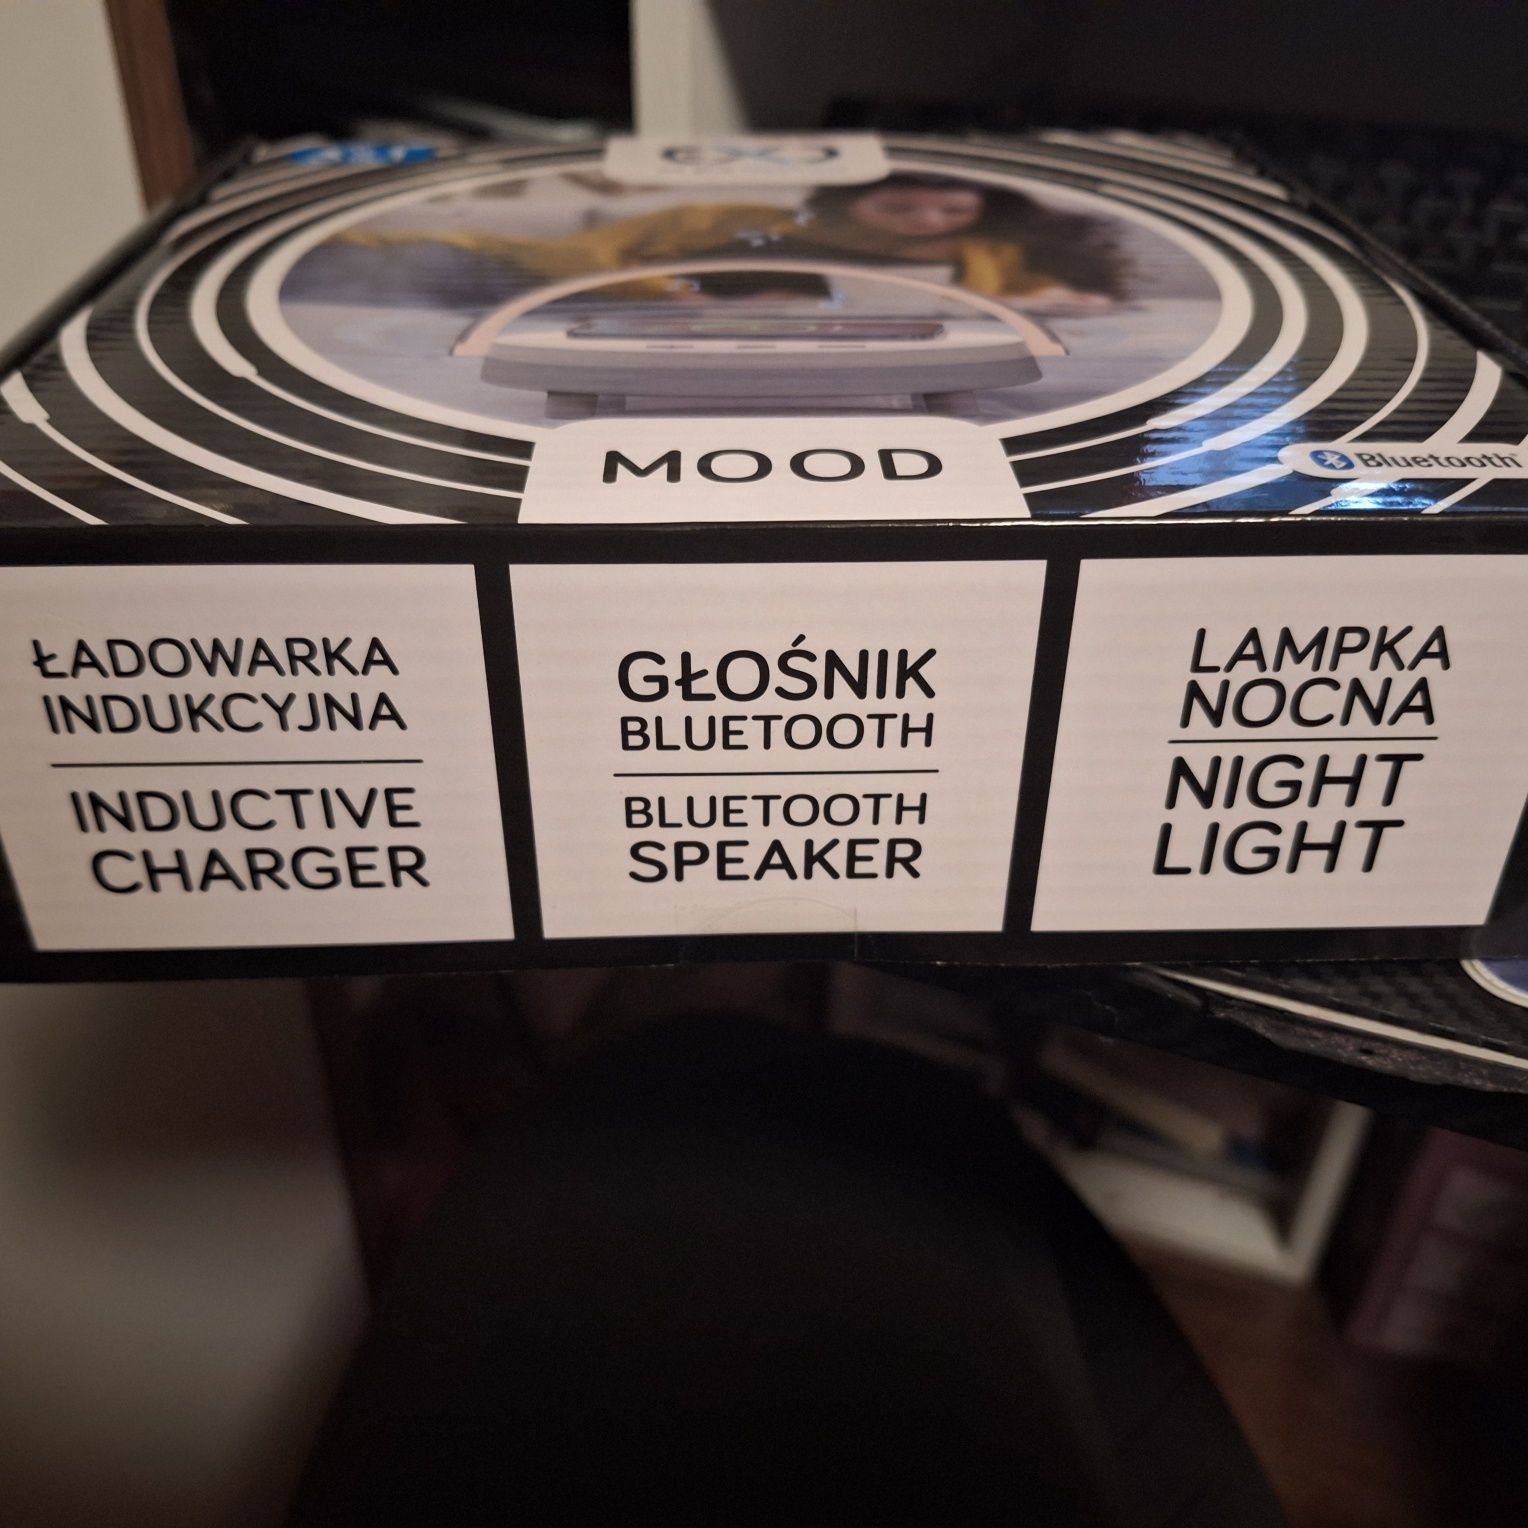 MOOD
Bluetooth
ŁADOWARKA
INDUKCYJNA
INDUCTIVE
CHARGER
GŁOŚNIK
BLUETOOTH
BLUETOOTH
SPEAKER
LAMPKA
NOCNA
NIGHT
LIGHT